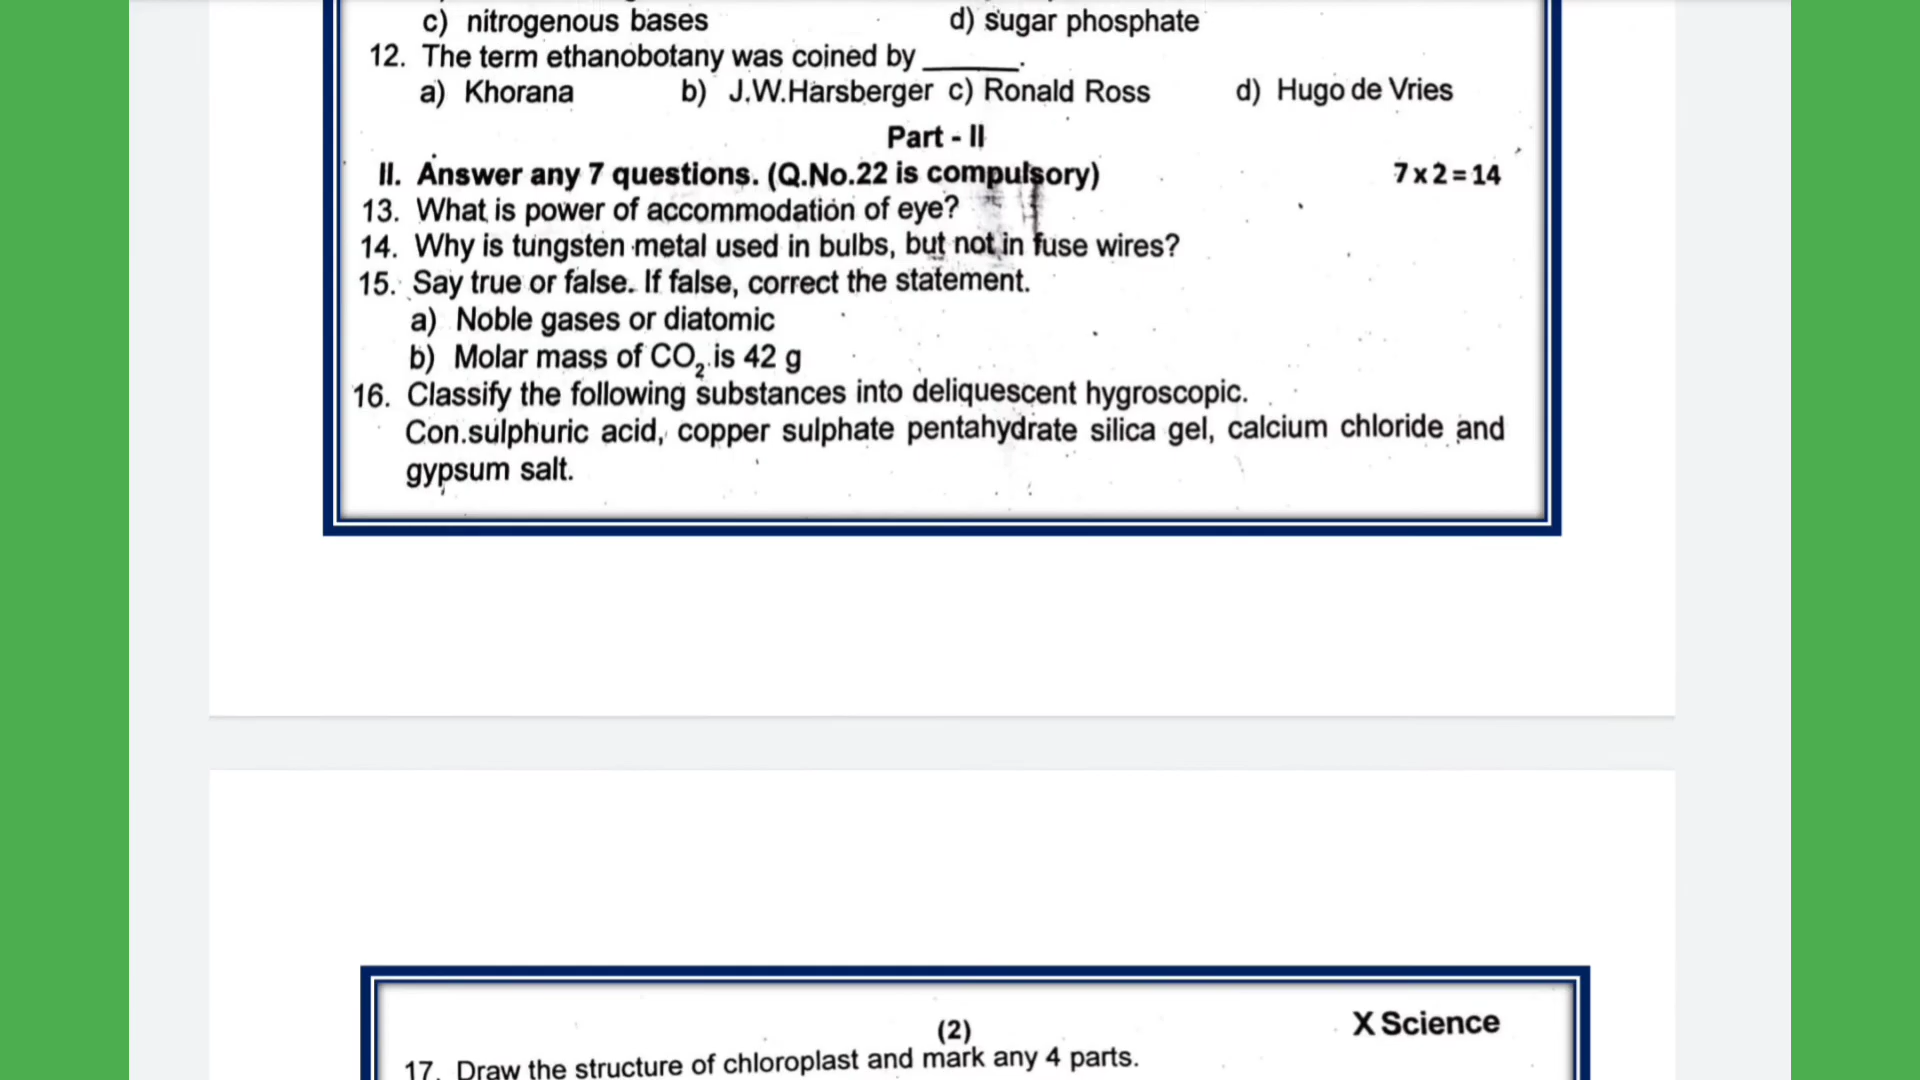 c) nitrogenous bases d) sugar phosphate
12. The term ethanobotany was coined by ______.
a) Khorana b) J.W.Harsberger c) Ronald Ross d) Hugo de Vries
Part - II
II. Answer any 7 questions. (Q.No.22 is compulsory) 7 x 2 = 14
13. What is power of accommodation of eye?
14. Why is tungsten metal used in bulbs, but not in fuse wires?
15. Say true or false. If false, correct the statement.
a) Noble gases or diatomic
b) Molar mass of CO₂ is 42 g
16. Classify the following substances into deliquescent hygroscopic.
Con.sulphuric acid, copper sulphate pentahydrate silica gel, calcium chloride and
gypsum salt.
(2) X Science
17. Draw the structure of chloroplast and mark any 4 parts.